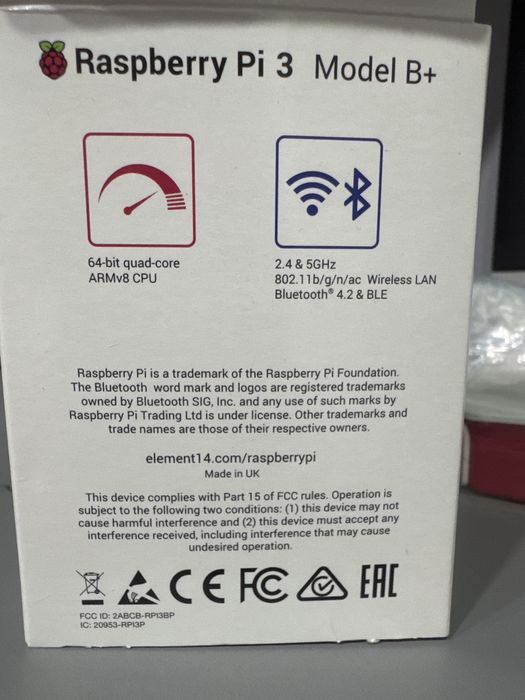 Raspberry Pi 3 Model B+
64-bit quad-core
ARMv8 CPU
2.4 & 5GHz
802.11b/g/n/ac Wireless LAN
Bluetooth® 4.2 & BLE
Raspberry Pi is a trademark of the Raspberry Pi Foundation.
The Bluetooth word mark and logos are registered trademarks
owned by Bluetooth SIG, Inc. and any use of such marks by
Raspberry Pi Trading Ltd is under license. Other trademarks and
trade names are those of their respective owners.
element14.com/raspberrypi
Made in UK
This device complies with Part 15 of FCC rules. Operation is
subject to the following two conditions: (1) this device may not
cause harmful interference and (2) this device must accept any
interference received, including interference that may cause
undesired operation.
CE FC EAC
FCC ID: 2ABCB-RPI3BP
IC: 20953-RPI3P